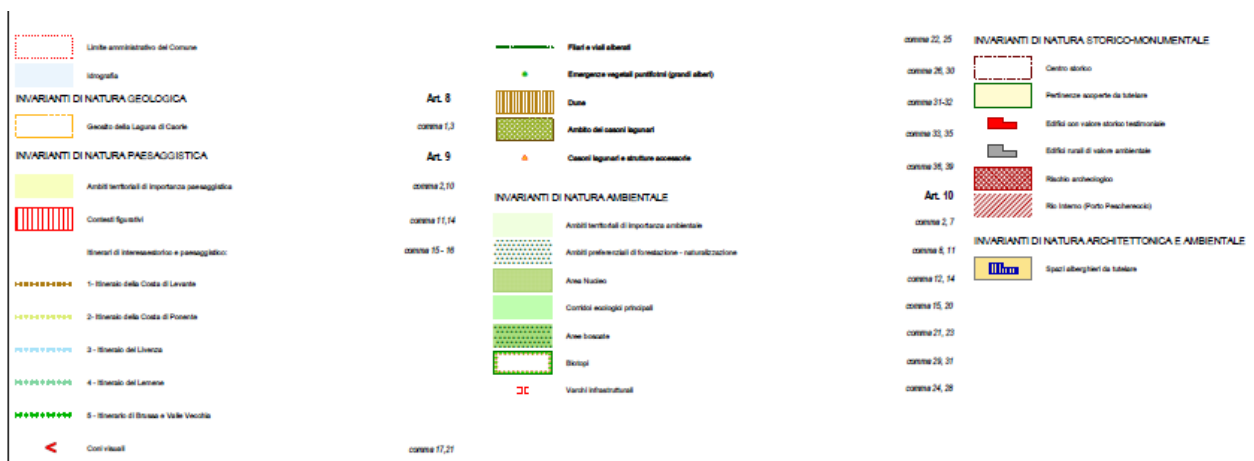 Limite amministrativo del Comune
Idrografia
INVARIANTI DI NATURA GEOLOGICA Art. 8
Geosito della Laguna di Caorle comma 1,3
INVARIANTI DI NATURA PAESAGGISTICA Art. 9
Ambiti territoriali di importanza paesaggistica comma 2,10
Contesti figurativi comma 11,14
Itinerari di interessestorico e paesaggistico: comma 15 - 16
1- Itineraio della Costa di Levante
2- Itineraio della Costa di Ponente
3 - Itineraio del Livenza
4 - Itineraio del Lemene
5 - Itinerario di Brussa e Valle Vecchia
Coni visuali comma 17,21
Filari e viali alberati comma 22, 25
Emergenze vegetali puntifotmi (grandi alberi) comma 26, 30
Duna comma 31-32
Ambito dei casoni lagunari comma 33, 35
Casoni lagunari e strutture accessorie comma 36, 39
INVARIANTI DI NATURA AMBIENTALE Art. 10
Ambiti territoriali di importanza ambientale comma 2, 7
Ambiti preferenziali di forestazione - naturalizzazione comma 8, 11
Area Nucleo comma 12, 14
Corridoi ecologici principali comma 15, 20
Aree boscate comma 21, 23
Biotopi comma 29, 31
Varchi infrastrutturali comma 24, 28
INVARIANTI DI NATURA STORICO-MONUMENTALE
Centro storico
Pertinenze scoperte da tutelare
Edifici con valore storico testimoniale
Edifici rurali di valore ambientale
Rischio archeologico
Rio Interno (Porto Peschereccio)
INVARIANTI DI NATURA ARCHITETTONICA E AMBIENTALE
Spazi alberghieri da tutelare